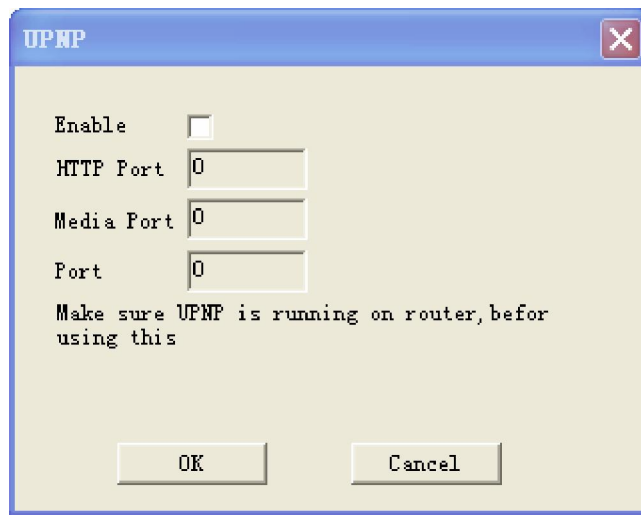 UPNP
Enable
HTTP Port 0
Media Port 0
Port 0
Make sure UPNP is running on router, befor
using this
OK Cancel